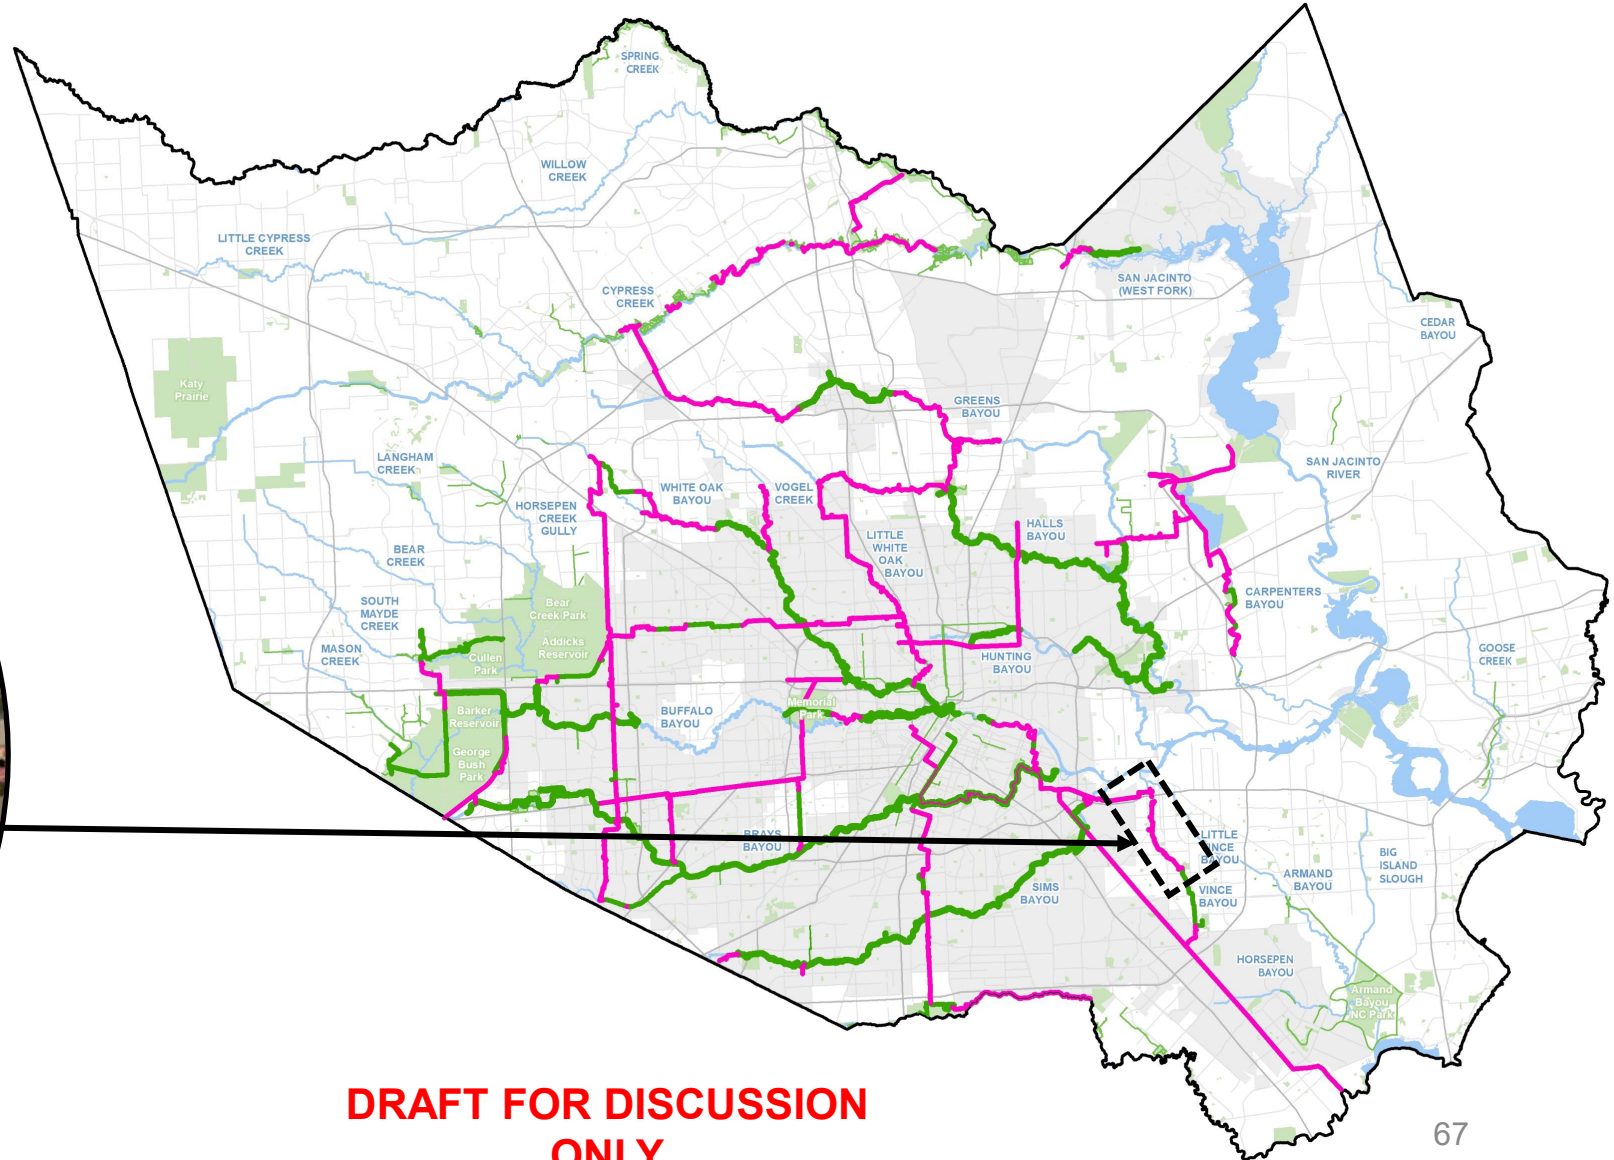 SPRING
CREEK
WILLOW
CREEK
LITTLE CYPRESS
CREEK
CYPRESS
CREEK
SAN JACINTO
(WEST FORK)
CEDAR
BAYOU
Katy
Prairie
GREENS
BAYOU
LANGHAM
CREEK
SAN JACINTO
RIVER
WHITE OAK
BAYOU
VOGEL
CREEK
HORSEPEN
CREEK
GULLY
HALLS
BAYOU
LITTLE
WHITE
OAK
BAYOU
BEAR
CREEK
SOUTH
MAYDE
CREEK
Bear
Creek Park
Addicks
Reservoir
CARPENTERS
BAYOU
MASON
CREEK
Cullen
Park
HUNTING
BAYOU
GOOSE
CREEK
Barker
Reservoir
George
Bush
Park
BUFFALO
BAYOU
Memorial
Park
BRAYS
BAYOU
LITTLE
VINCE
BAYOU
SIMS
BAYOU
VINCE
BAYOU
ARMAND
BAYOU
BIG
ISLAND
SLOUGH
HORSEPEN
BAYOU
Armand
Bayou
NC Park
DRAFT FOR DISCUSSION
ONLY
67